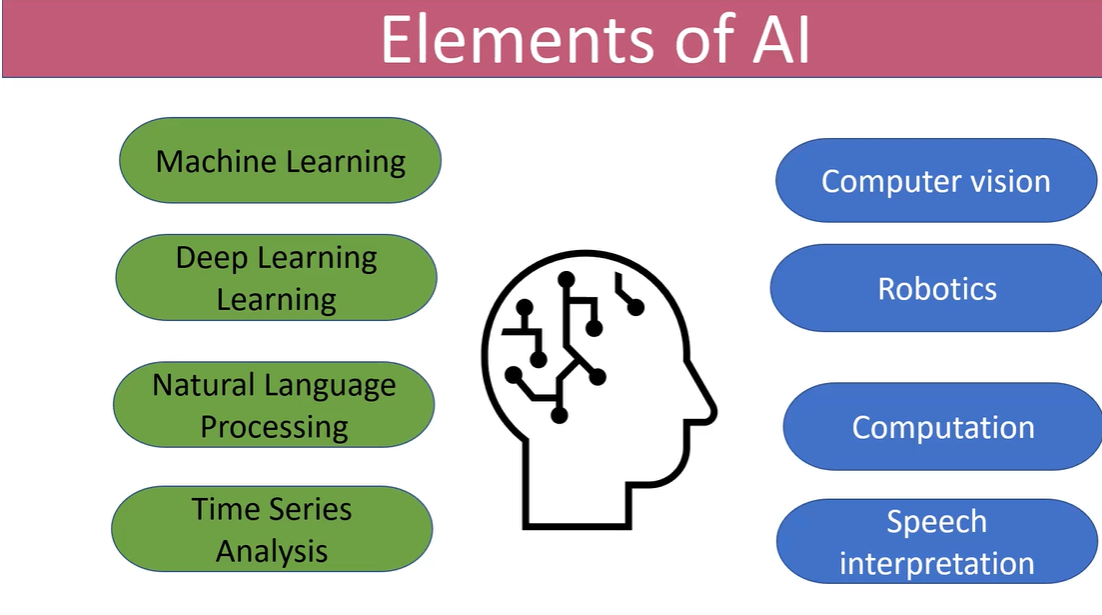 Elements of AI
Machine Learning
Deep Learning
Learning
Natural Language
Processing
Time Series
Analysis
Computer vision
Robotics
Computation
Speech
interpretation